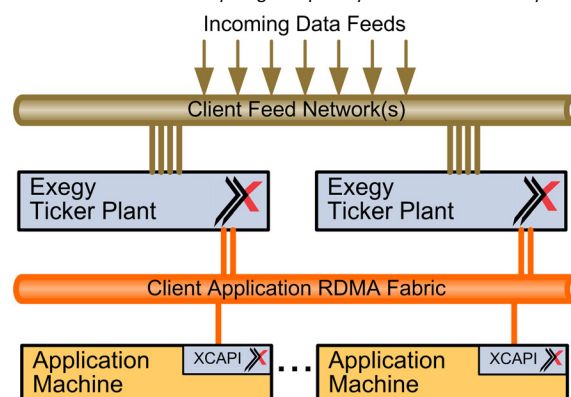 Incoming Data Feeds
Client Feed Network(s)
Exegy
Ticker Plant
Exegy
Ticker Plant
Client Application RDMA Fabric
Application
Machine
XCAPI
...
Application
Machine
XCAPI